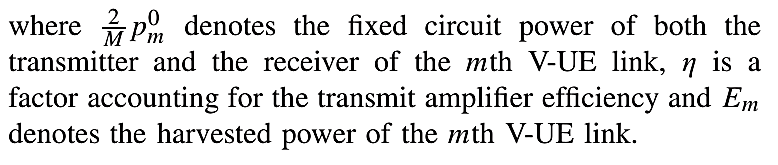 where $\frac{2}{M}p_m^0$ denotes the fixed circuit power of both the
transmitter and the receiver of the $m$th V-UE link, $\eta$ is a
factor accounting for the transmit amplifier efficiency and $E_m$
denotes the harvested power of the $m$th V-UE link.